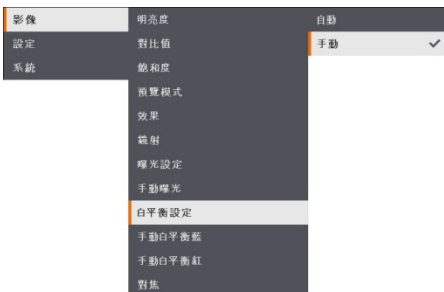 影像
設定
系統
明亮度
對比值
飽和度
預覽模式
效果
鏡射
曝光設定
手動曝光
白平衡設定
手動白平衡藍
手動白平衡紅
對焦
自動
手動